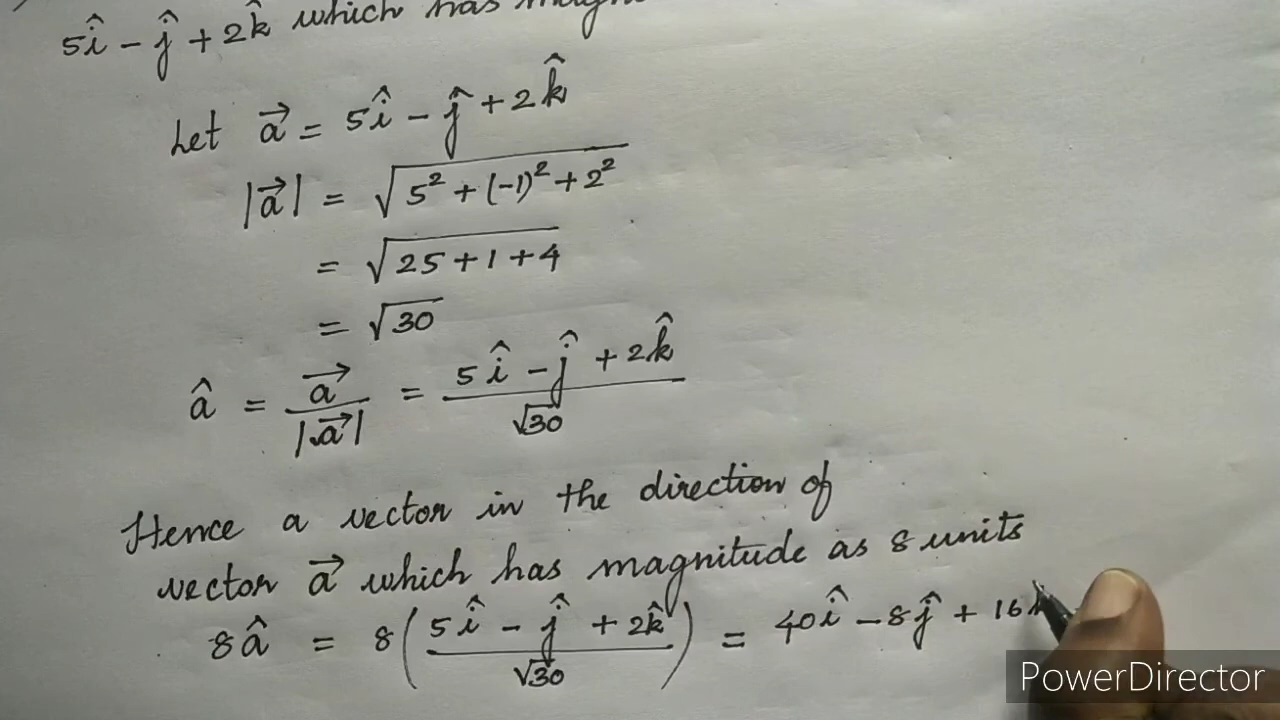 5î - ĵ + 2k̂ which has
Let a⃗ = 5î - ĵ + 2k̂
|a⃗| = √(5² + (-1)² + 2²)
= √(25 + 1 + 4)
= √30
â = a⃗/|a⃗| = (5î - ĵ + 2k̂)/√30
Hence a vector in the direction of
vector a⃗ which has magnitude as 8 units
8â = 8((5î - ĵ + 2k̂)/√30) = 40î - 8ĵ + 16
PowerDirector